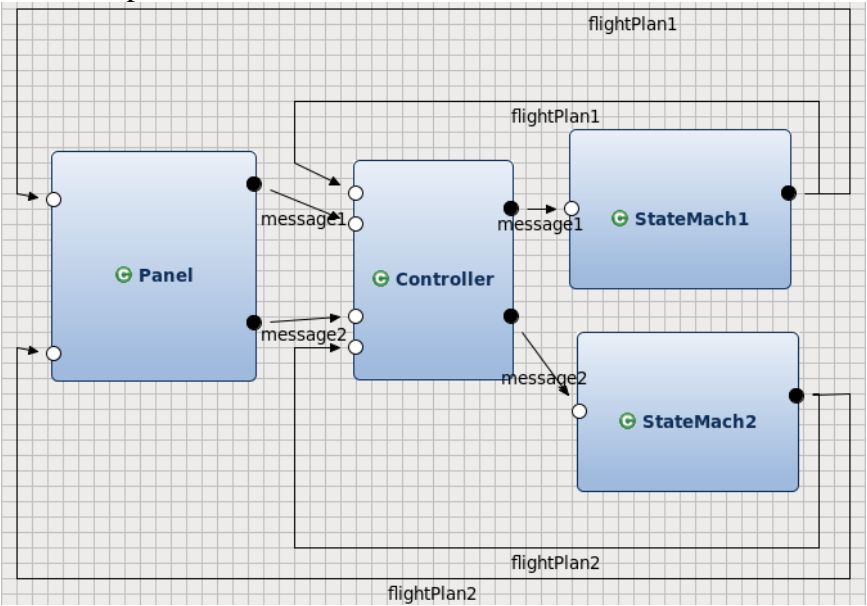 flightPlan1
flightPlan1
message1
message1
C StateMach1
C Panel
C Controller
message2
message2
C StateMach2
flightPlan2
flightPlan2